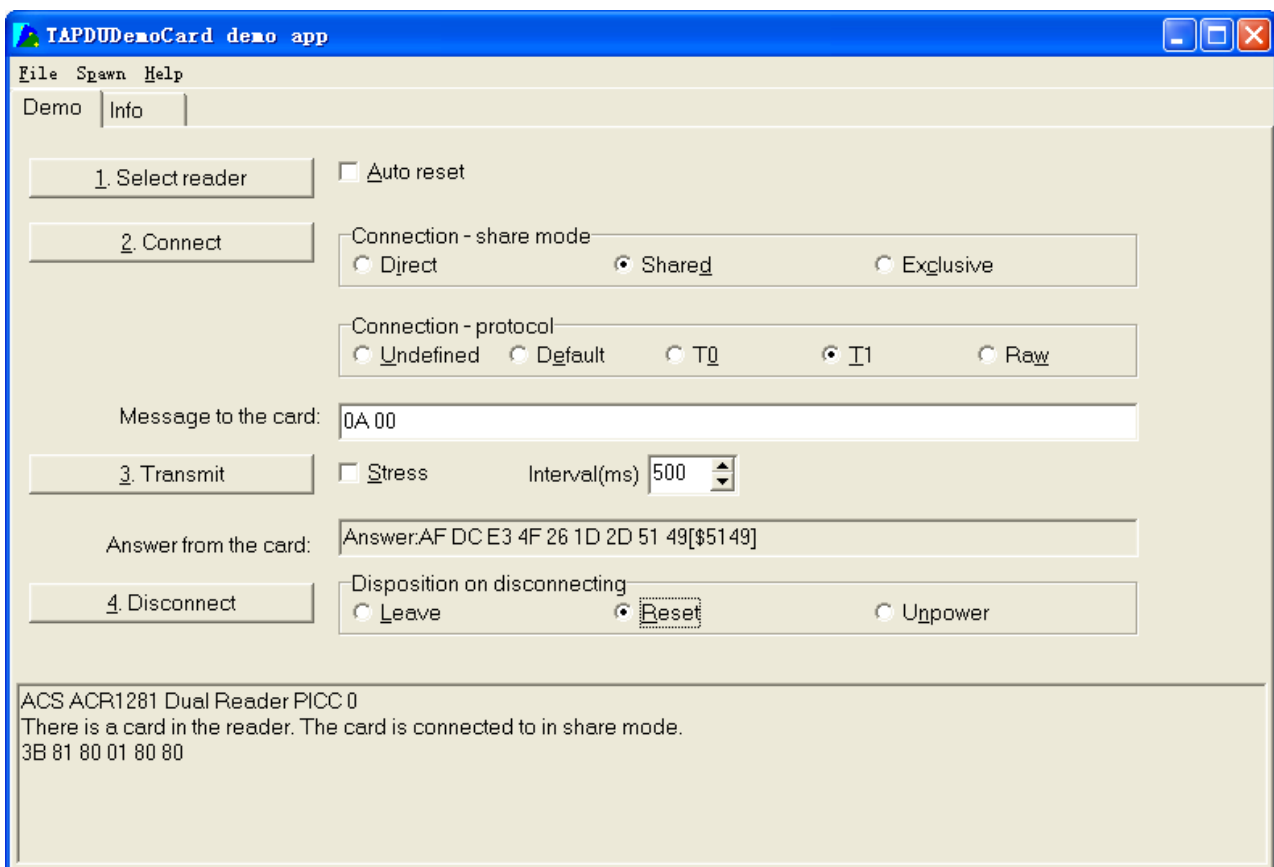 TAPDUDemoCard demo app
File Spawn Help
Demo Info
1. Select reader Auto reset
2. Connect Connection - share mode
Direct Shared Exclusive
Connection - protocol
Undefined Default T0 T1 Raw
Message to the card: 0A 00
3. Transmit Stress Interval(ms) 500
Answer from the card: Answer:AF DC E3 4F 26 1D 2D 51 49[$5149]
4. Disconnect Disposition on disconnecting
Leave Reset Unpower
ACS ACR1281 Dual Reader PICC 0
There is a card in the reader. The card is connected to in share mode.
3B 81 80 01 80 80